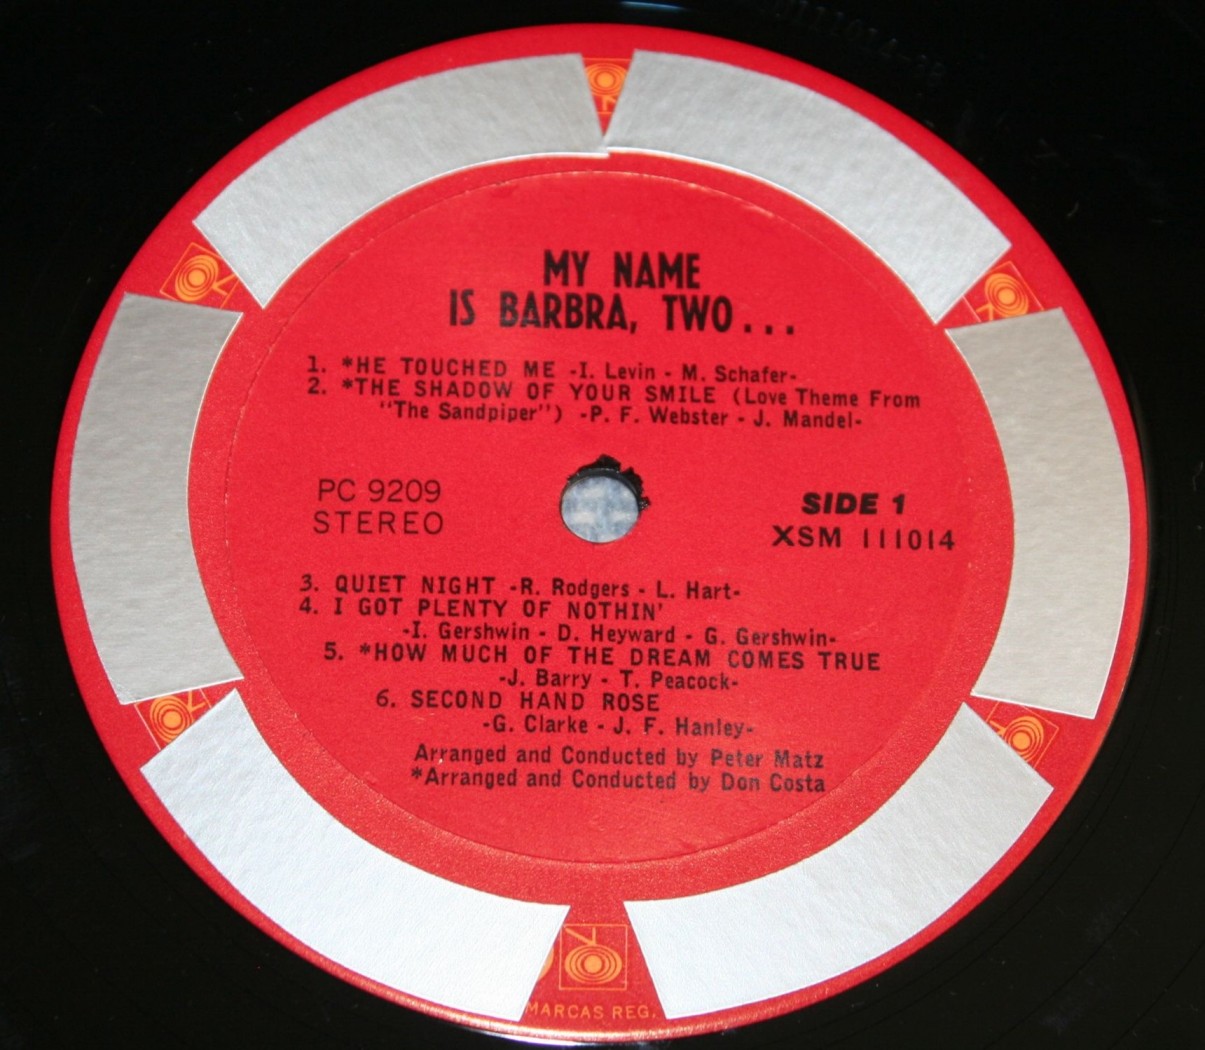 MY NAME
IS BARBRA, TWO...
1. *HE TOUCHED ME -I. Levin - M. Schafer-
2. *THE SHADOW OF YOUR SMILE (Love Theme From
"The Sandpiper") -P. F. Webster - J. Mandel-
PC 9209
STEREO
SIDE 1
XSM 111014
3. QUIET NIGHT -R. Rodgers - L. Hart-
4. I GOT PLENTY OF NOTHIN'
-I. Gershwin - D. Heyward - G. Gershwin-
5. *HOW MUCH OF THE DREAM COMES TRUE
-J. Barry - T. Peacock-
6. SECOND HAND ROSE
-G. Clarke - J. F. Hanley-
Arranged and Conducted by Peter Matz
*Arranged and Conducted by Don Costa
MARCAS REG.